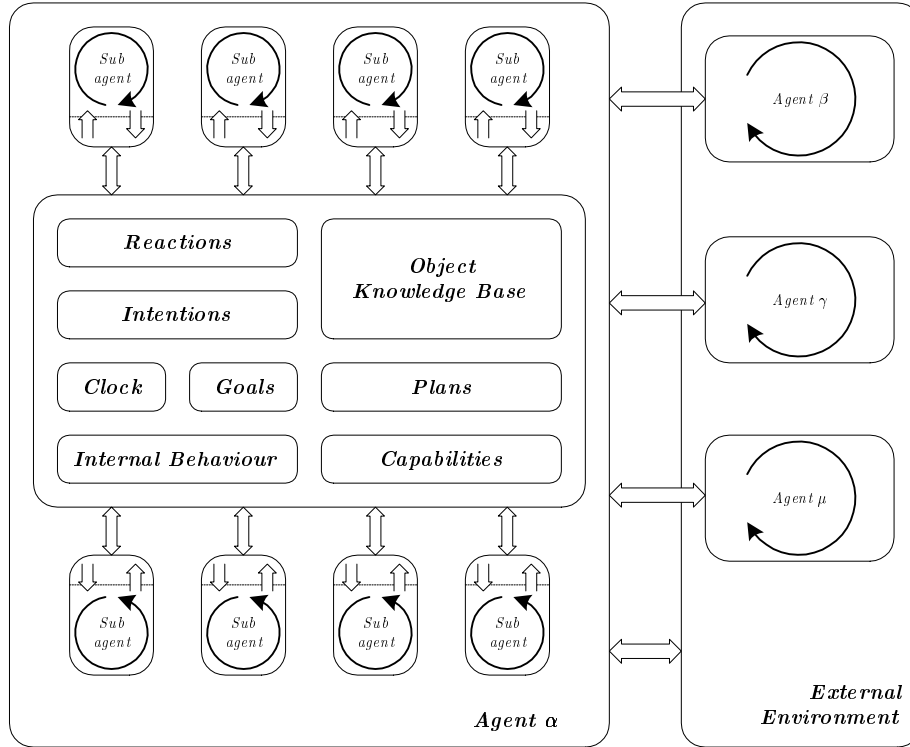 Sub
agent
Sub
agent
Sub
agent
Sub
agent
Reactions
Intentions
Clock
Goals
Internal Behaviour
Object
Knowledge Base
Plans
Capabilities
Sub
agent
Sub
agent
Sub
agent
Sub
agent
Agent α
Agent β
Agent γ
Agent μ
External
Environment